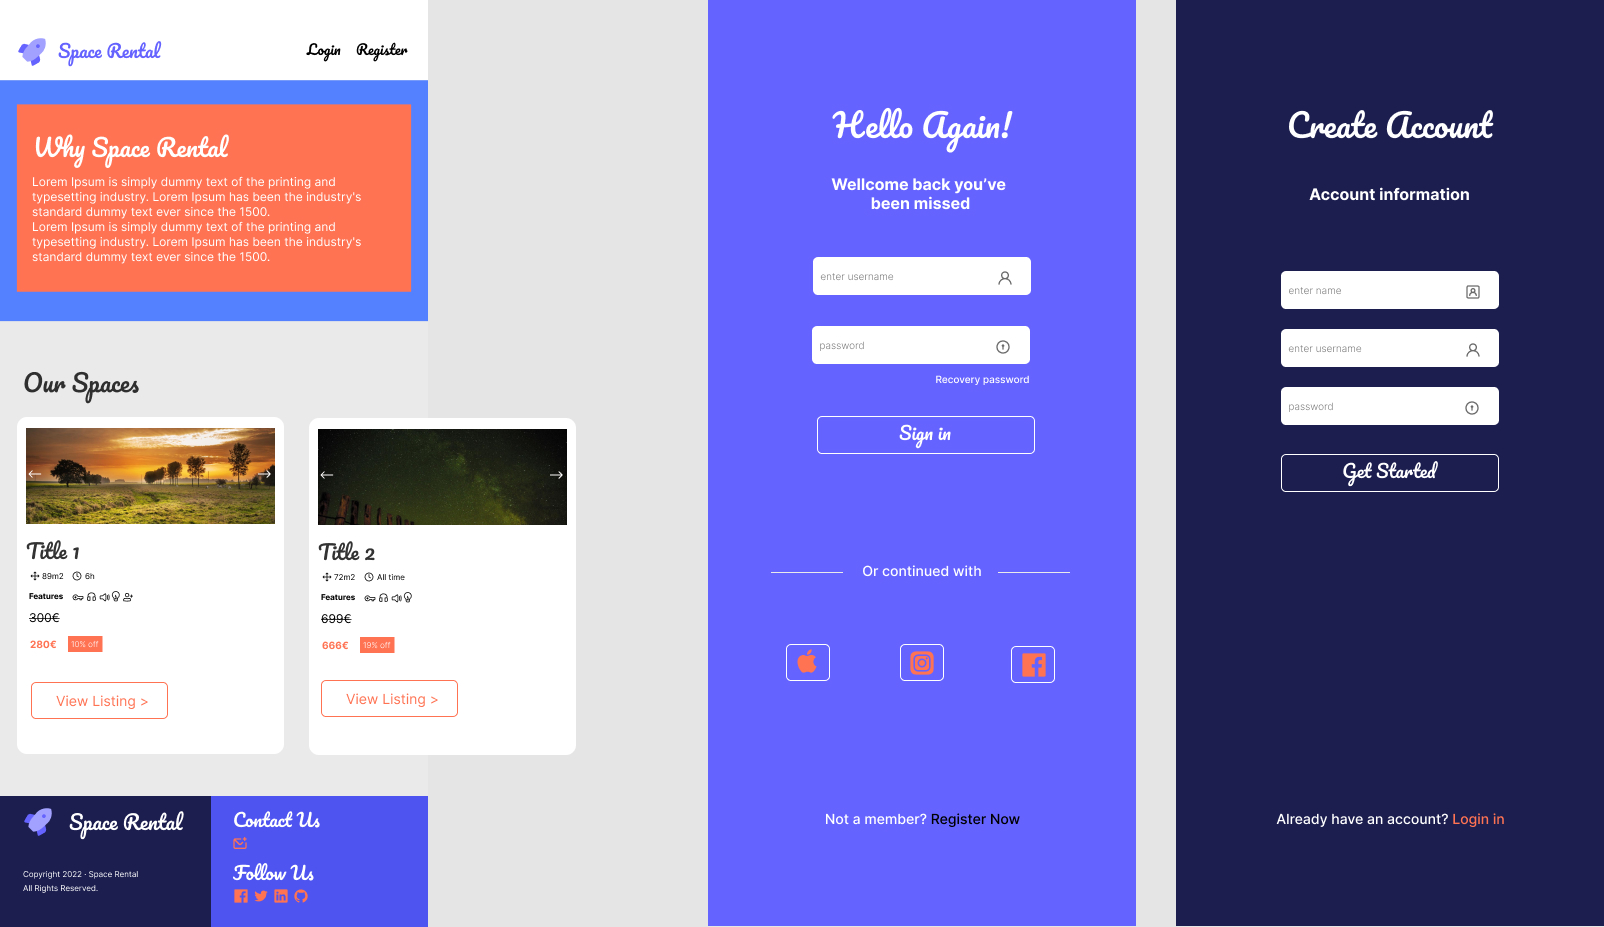 Space Rental
Login
Register
Why Space Rental
Lorem Ipsum is simply dummy text of the printing and
typesetting industry. Lorem Ipsum has been the industry's
standard dummy text ever since the 1500.
Lorem Ipsum is simply dummy text of the printing and
typesetting industry. Lorem Ipsum has been the industry's
standard dummy text ever since the 1500.
Our Spaces
Title 1
89m2 6h
Features
300€
280€ 10% off
View Listing >
Title 2
72m2 All time
Features
699€
666€ 19% off
View Listing >
Space Rental
Copyright 2022 - Space Rental
All Rights Reserved.
Contact Us
Follow Us
Hello Again!
Wellcome back you’ve
been missed
enter username
password
Recovery password
Sign in
Or continued with
Not a member? Register Now
Create Account
Account information
enter name
enter username
password
Get Started
Already have an account? Login in